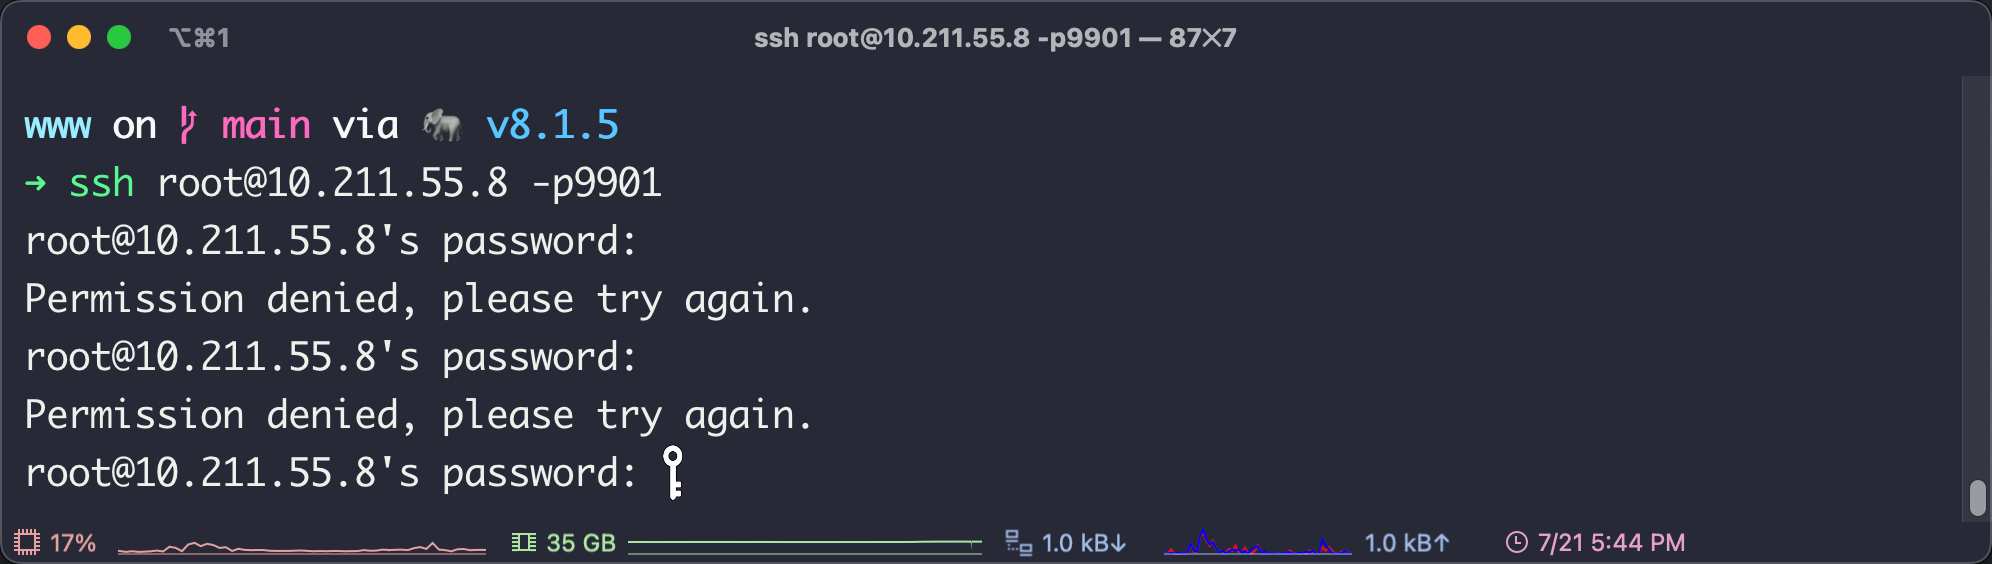 ⌥⌘1
ssh root@10.211.55.8 -p9901 — 87×7
www on main via 🐘 v8.1.5
➜ ssh root@10.211.55.8 -p9901
root@10.211.55.8's password:
Permission denied, please try again.
root@10.211.55.8's password:
Permission denied, please try again.
root@10.211.55.8's password:
17% 35 GB 1.0 kB↓ 1.0 kB↑ 7/21 5:44 PM